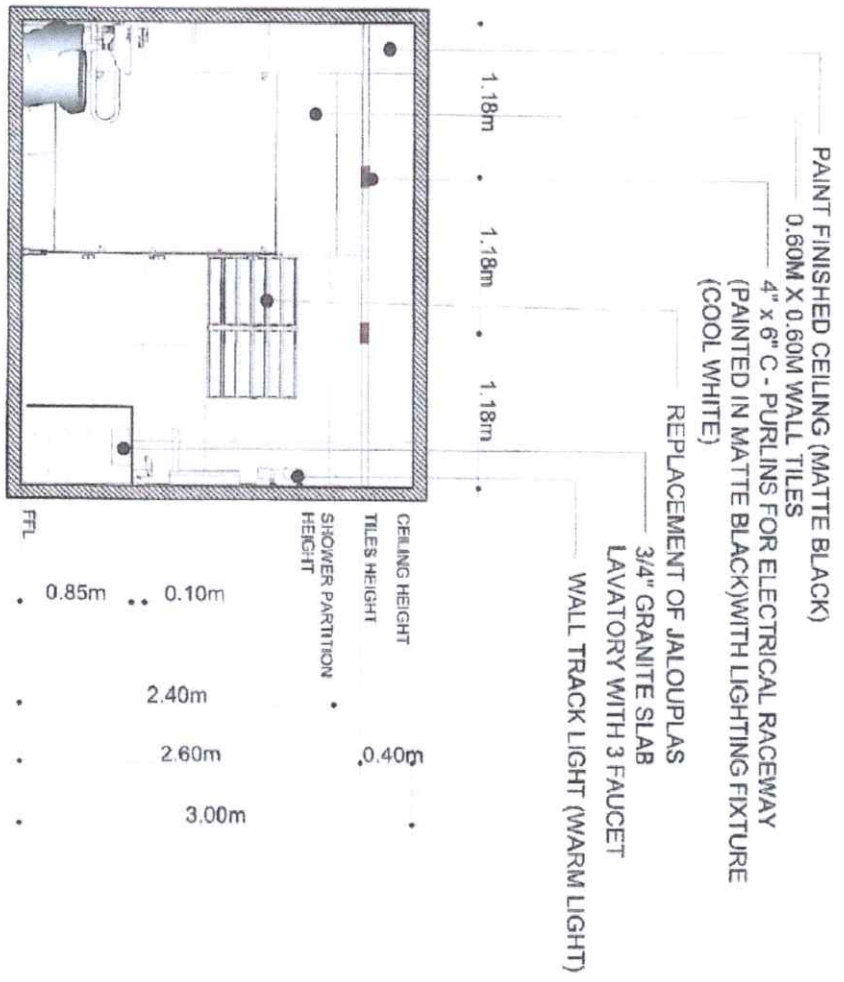 PAINT FINISHED CEILING (MATTE BLACK)
0.60M X 0.60M WALL TILES
4" x 6" C - PURLINS FOR ELECTRICAL RACEWAY
(PAINTED IN MATTE BLACK)WITH LIGHTING FIXTURE
(COOL WHITE)
REPLACEMENT OF JALOUPLAS
3/4" GRANITE SLAB
LAVATORY WITH 3 FAUCET
WALL TRACK LIGHT (WARM LIGHT)
1.18m
1.18m
1.18m
CEILING HEIGHT
TILES HEIGHT
SHOWER PARTITION
HEIGHT
FFL
0.85m
0.10m
2.40m
2.60m
0.40m
3.00m